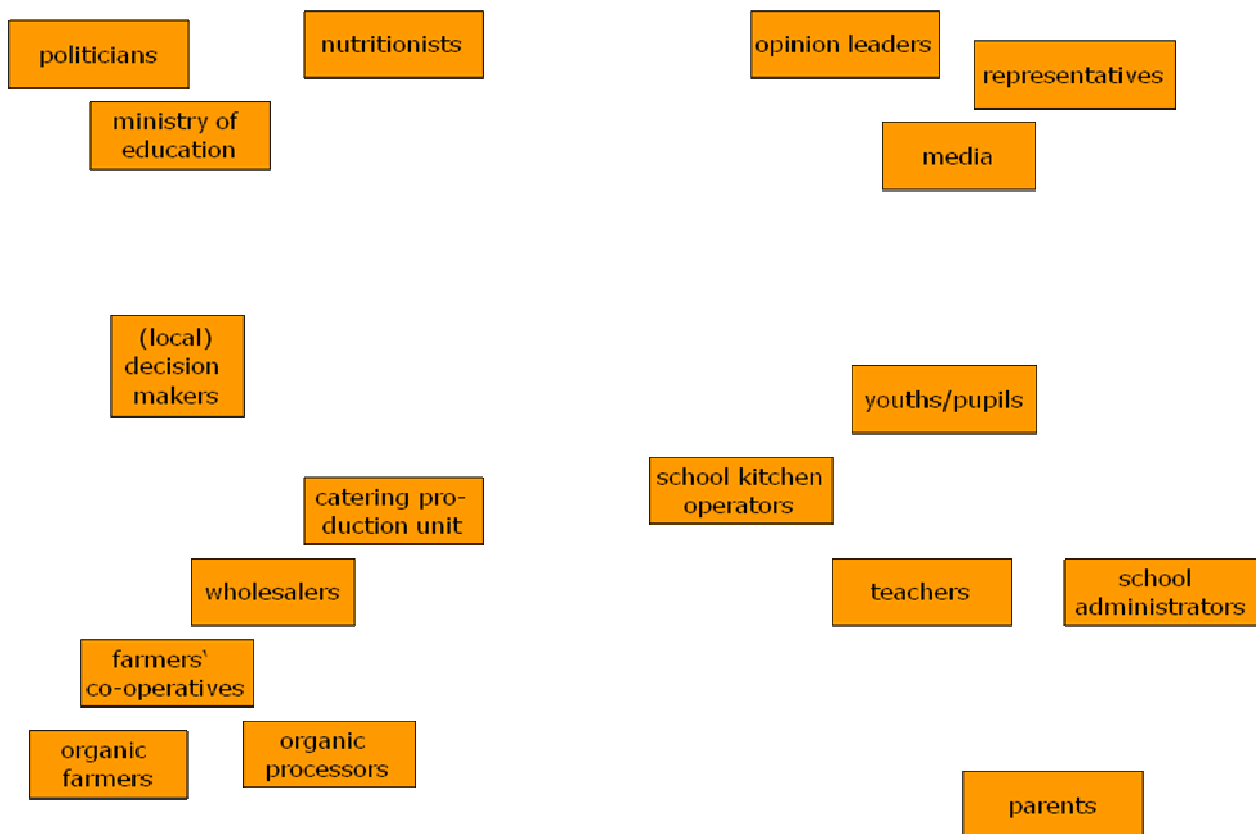 politicians
nutritionists
opinion leaders
representatives
ministry of
education
media
(local)
decision
makers
youths/pupils
school kitchen
operators
catering pro-
duction unit
wholesalers
teachers
school
administrators
farmers‘
co-operatives
organic
farmers
organic
processors
parents